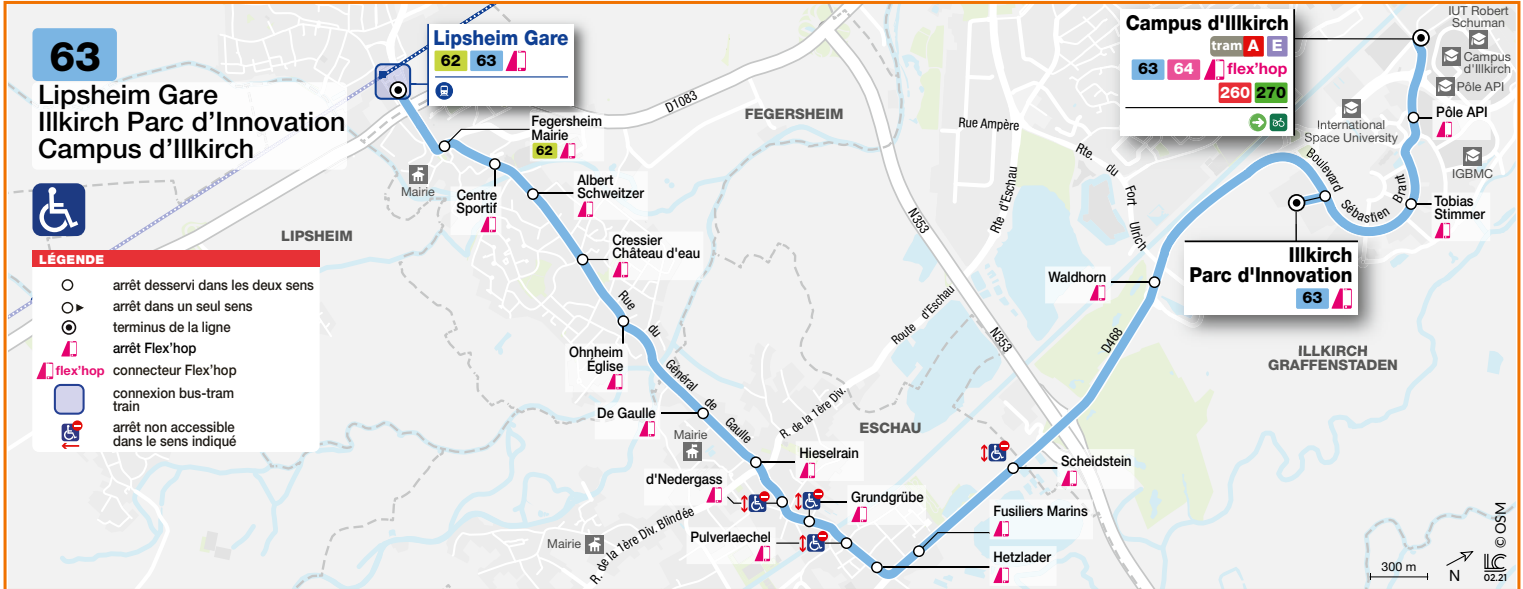 63
Lipsheim Gare
Illkirch Parc d'Innovation
Campus d'Illkirch
LÉGENDE
arrêt desservi dans les deux sens
arrêt dans un seul sens
terminus de la ligne
arrêt Flex'hop
flex'hop connecteur Flex'hop
connexion bus-tram
train
arrêt non accessible
dans le sens indiqué
Lipsheim Gare
62 63
Fegersheim
Mairie
62
Mairie
Centre
Sportif
Albert
Schweitzer
Cressier
Château d'eau
LIPSHEIM
D1083
FEGERSHEIM
Rue du Général de Gaulle
Ohnheim
Église
De Gaulle
Mairie
Hieselrain
d'Nedergass
Grundgrübe
Pulverlaechel
Mairie
R. de la 1ère Div. Blindée
R. de la 1ère Div.
Route d'Eschau
ESCHAU
Fusiliers Marins
Hetzlader
Scheidstein
N353
N353
Rue Ampère
Rte d'Eschau
Rte. du Fort Ulrich
Waldhorn
D468
Campus d'Illkirch
tram A E
63 64 flex'hop
260 270
IUT Robert
Schuman
Campus
d'Illkirch
Pôle API
Pôle API
International
Space University
IGBMC
Boulevard Sébastien Brant
Tobias
Stimmer
Illkirch
Parc d'Innovation
63
ILLKIRCH
GRAFFENSTADEN
300 m
N
LC
02.21
© OSM